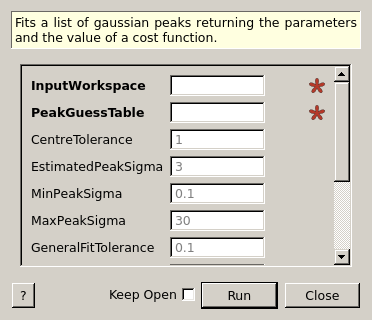 Fits a list of gaussian peaks returning the parameters
and the value of a cost function.
InputWorkspace *
PeakGuessTable *
CentreTolerance 1
EstimatedPeakSigma 3
MinPeakSigma 0.1
MaxPeakSigma 30
GeneralFitTolerance 0.1
? Keep Open Run Close